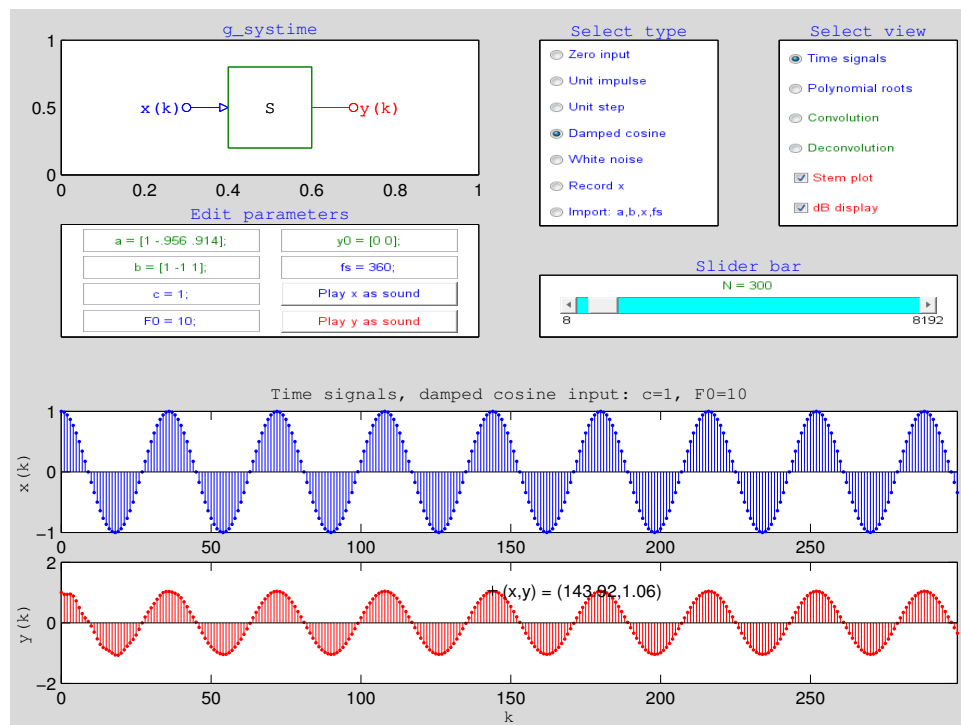 g_systime
1
0.5
0
0
0.2
0.4
0.6
0.8
1
x(k)
S
y(k)
Select type
Zero input
Unit impulse
Unit step
Damped cosine
White noise
Record x
Import: a,b,x,fs
Select view
Time signals
Polynomial roots
Convolution
Deconvolution
Stem plot
dB display
Edit parameters
a = [1 -.956 .914];
y0 = [0 0];
b = [1 -1 1];
fs = 360;
c = 1;
Play x as sound
F0 = 10;
Play y as sound
Slider bar
N = 300
8
8192
Time signals, damped cosine input: c=1, F0=10
1
0
−1
x(k)
0
50
100
150
200
250
2
0
−2
y(k)
(x,y) = (143.92,1.06)
0
50
100
150
200
250
k